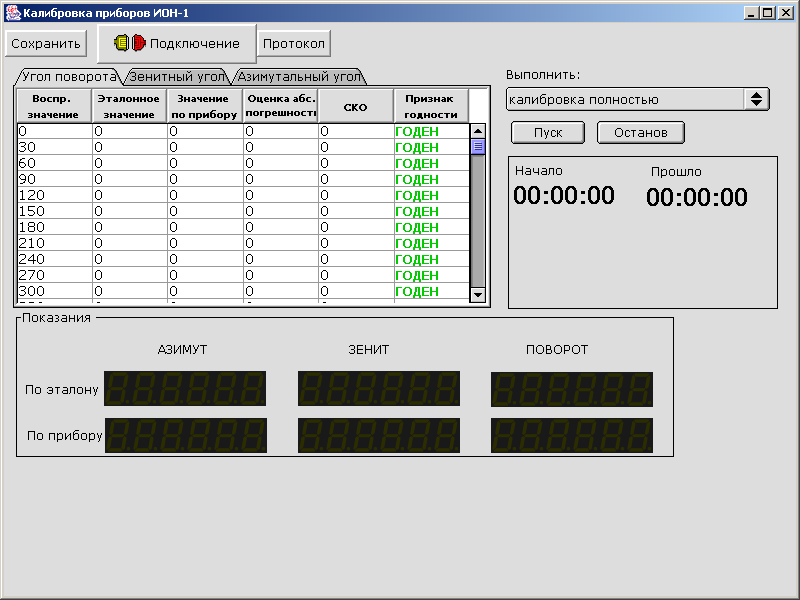 Калибровка приборов ИОН-1
Сохранить Подключение Протокол
Угол поворота Зенитный угол Азимутальный угол
Воспр. значение Эталонное значение Значение по прибору Оценка абс. погрешност СКО Признак годности
0 0 0 0 0 ГОДЕН
30 0 0 0 0 ГОДЕН
60 0 0 0 0 ГОДЕН
90 0 0 0 0 ГОДЕН
120 0 0 0 0 ГОДЕН
150 0 0 0 0 ГОДЕН
180 0 0 0 0 ГОДЕН
210 0 0 0 0 ГОДЕН
240 0 0 0 0 ГОДЕН
270 0 0 0 0 ГОДЕН
300 0 0 0 0 ГОДЕН
Выполнить:
калибровка полностью
Пуск Останов
Начало Прошло
00:00:00 00:00:00
Показания
АЗИМУТ ЗЕНИТ ПОВОРОТ
По эталону
По прибору